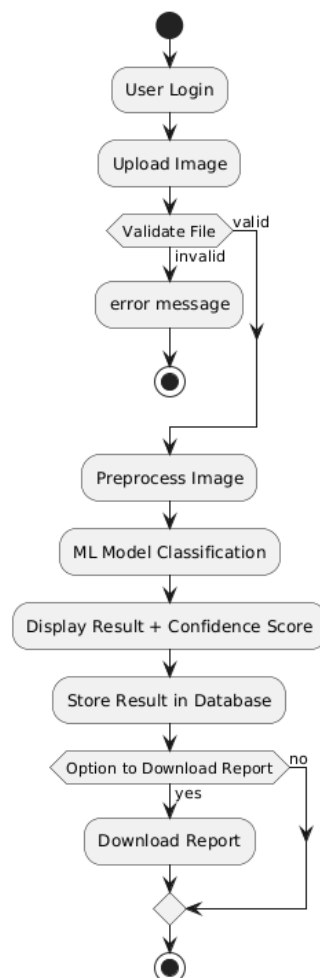 User Login
Upload Image
Validate File
valid
invalid
error message
Preprocess Image
ML Model Classification
Display Result + Confidence Score
Store Result in Database
Option to Download Report
no
yes
Download Report